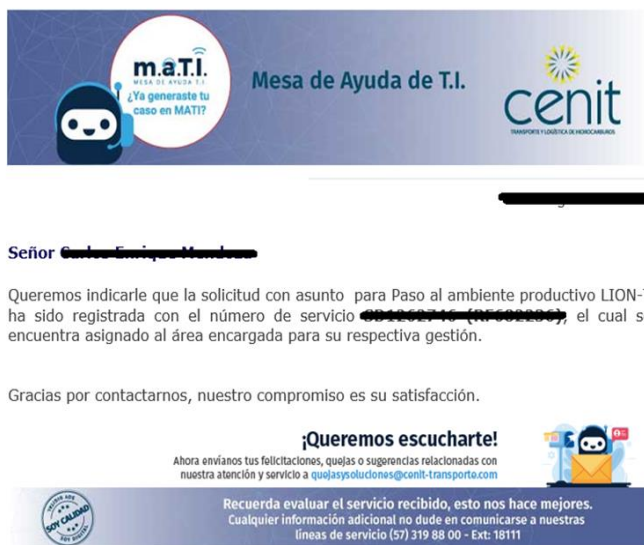 m.a.T.I.
MESA DE AYUDA T.I.
¿Ya generaste tu
caso en MATI?
Mesa de Ayuda de T.I.
cenit
TRANSPORTE Y LOGÍSTICA DE HIDROCARBUROS
Señor
Queremos indicarle que la solicitud con asunto para Paso al ambiente productivo LION-
ha sido registrada con el número de servicio , el cual s
encuentra asignado al área encargada para su respectiva gestión.
Gracias por contactarnos, nuestro compromiso es su satisfacción.
¡Queremos escucharte!
Ahora envíanos tus felicitaciones, quejas o sugerencias relacionadas con
nuestra atención y servicio a quejasysoluciones@cenit-transporte.com
SOY CALIDAD
SOY DIGITAL
Recuerda evaluar el servicio recibido, esto nos hace mejores.
Cualquier información adicional no dude en comunicarse a nuestras
líneas de servicio (57) 319 88 00 - Ext: 18111